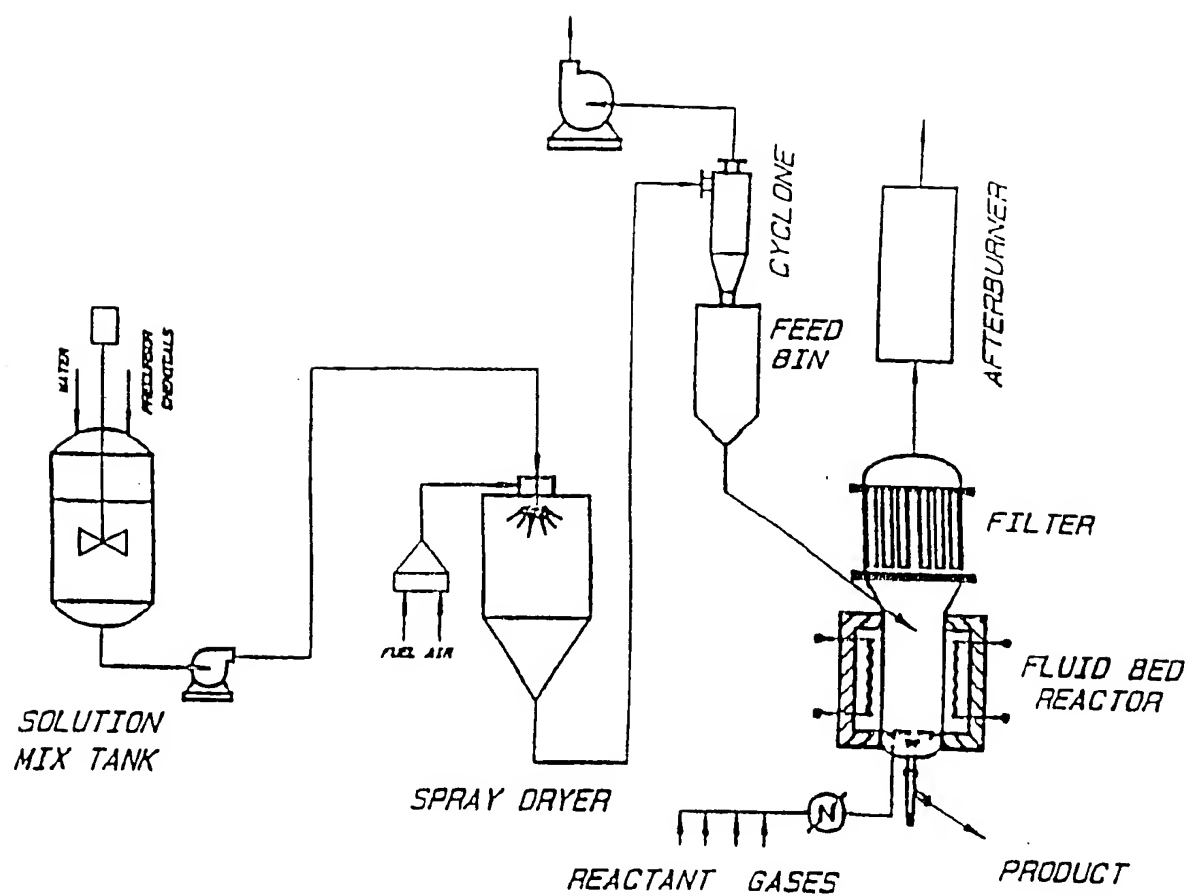 CYCLONE
AFTERBURNER
WATER
PRECURSOR
CHEMICALS
FEED
BIN
FILTER
FUEL AIR
FLUID BED
REACTOR
SOLUTION
MIX TANK
SPRAY DRYER
N
REACTANT GASES
PRODUCT